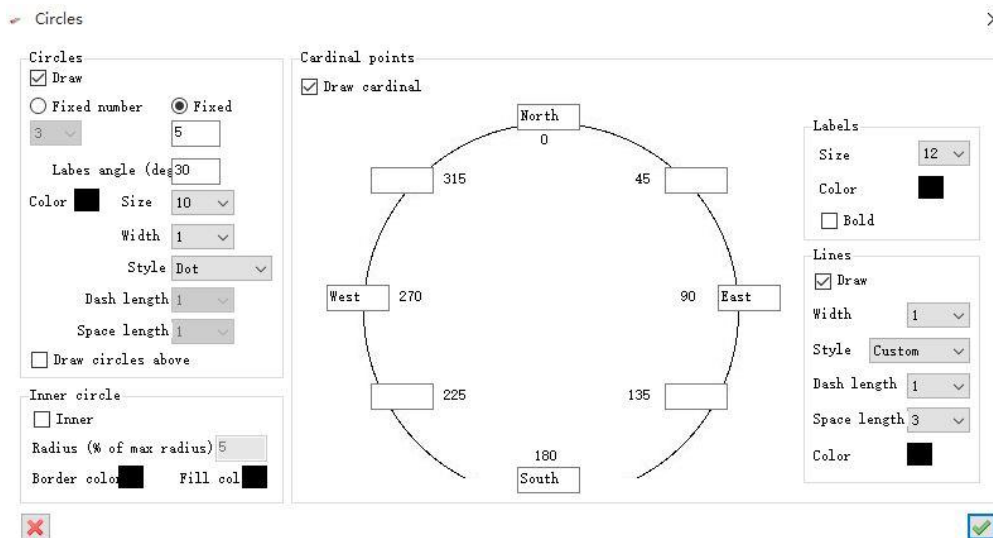 Circles
Circles
Draw
Fixed number
Fixed
3
5
Labes angle (deg
30
Color
Size
10
Width
1
Style
Dot
Dash length
1
Space length
1
Draw circles above
Inner circle
Inner
Radius (% of max radius)
5
Border color
Fill col
Cardinal points
Draw cardinal
North
0
315
45
West
270
90
East
225
135
180
South
Labels
Size
12
Color
Bold
Lines
Draw
Width
1
Style
Custom
Dash length
1
Space length
3
Color